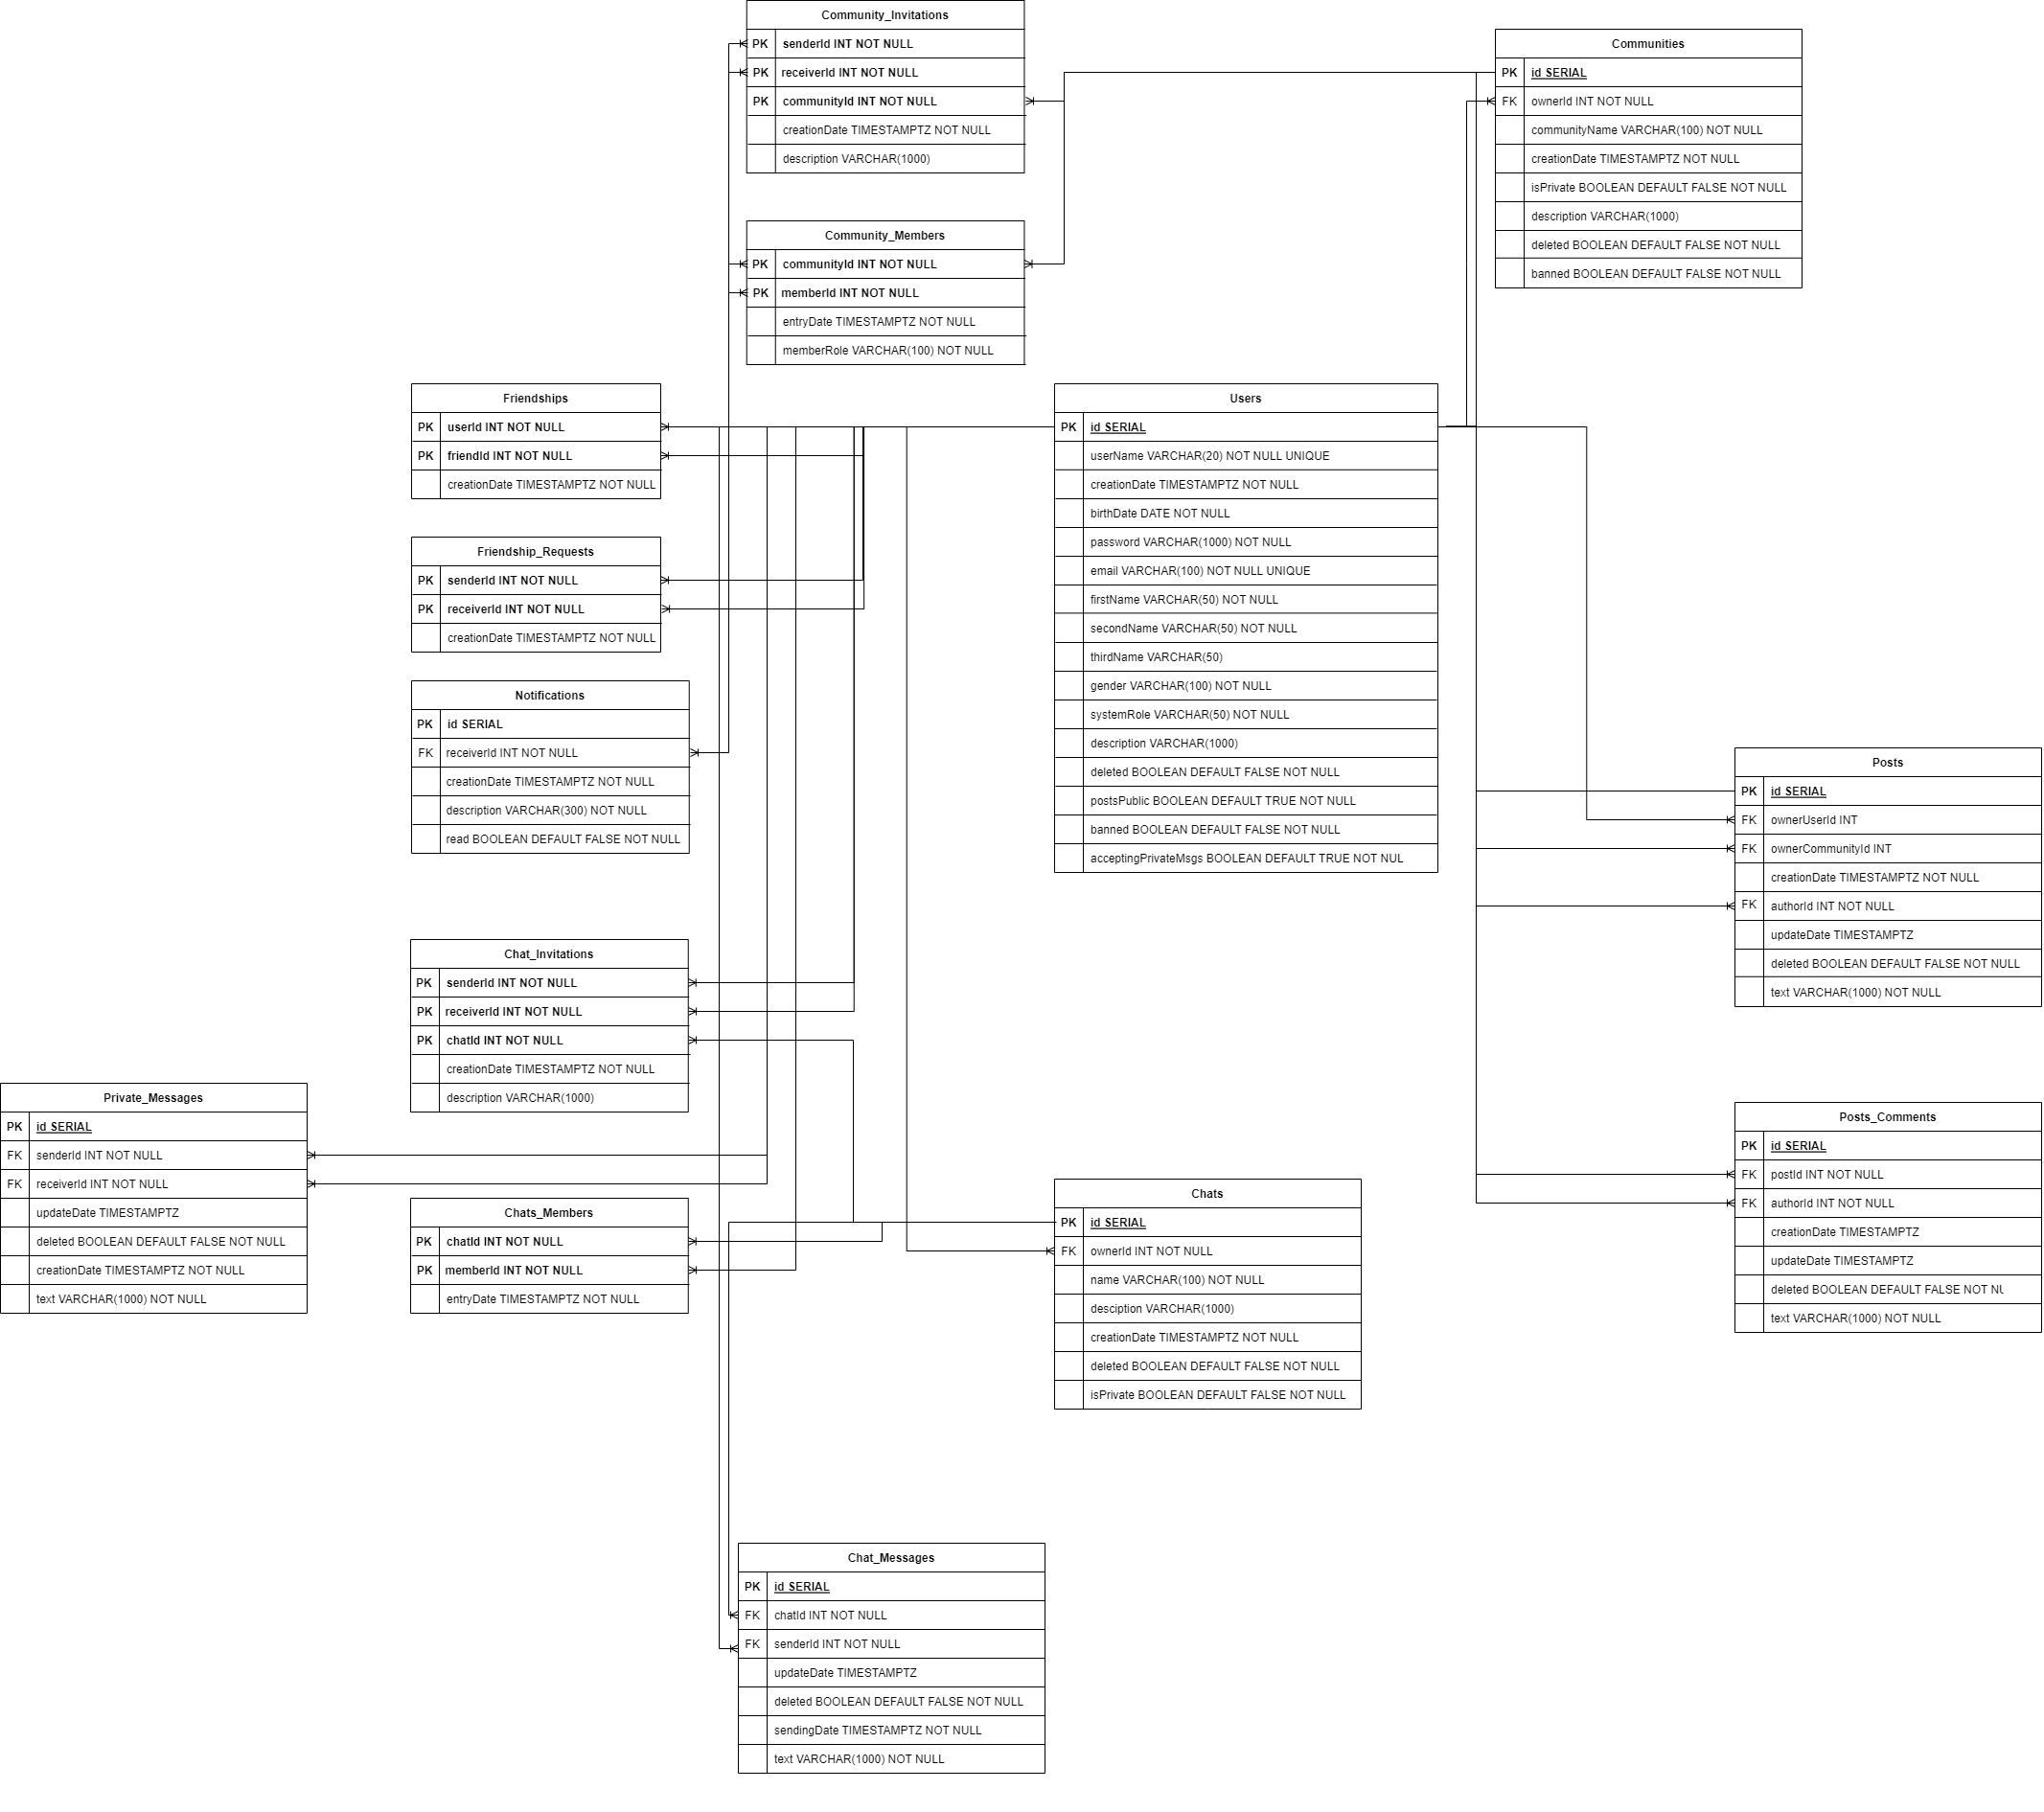 Community_Invitations
PK senderId INT NOT NULL
PK receiverId INT NOT NULL
PK communityId INT NOT NULL
creationDate TIMESTAMPTZ NOT NULL
description VARCHAR(1000)
Communities
PK id SERIAL
FK ownerId INT NOT NULL
communityName VARCHAR(100) NOT NULL
creationDate TIMESTAMPTZ NOT NULL
isPrivate BOOLEAN DEFAULT FALSE NOT NULL
description VARCHAR(1000)
deleted BOOLEAN DEFAULT FALSE NOT NULL
banned BOOLEAN DEFAULT FALSE NOT NULL
Community_Members
PK communityId INT NOT NULL
PK memberId INT NOT NULL
entryDate TIMESTAMPTZ NOT NULL
memberRole VARCHAR(100) NOT NULL
Friendships
PK userId INT NOT NULL
PK friendId INT NOT NULL
creationDate TIMESTAMPTZ NOT NULL
Users
PK id SERIAL
userName VARCHAR(20) NOT NULL UNIQUE
creationDate TIMESTAMPTZ NOT NULL
birthDate DATE NOT NULL
password VARCHAR(1000) NOT NULL
email VARCHAR(100) NOT NULL UNIQUE
firstName VARCHAR(50) NOT NULL
secondName VARCHAR(50) NOT NULL
thirdName VARCHAR(50)
gender VARCHAR(100) NOT NULL
systemRole VARCHAR(50) NOT NULL
description VARCHAR(1000)
deleted BOOLEAN DEFAULT FALSE NOT NULL
postsPublic BOOLEAN DEFAULT TRUE NOT NULL
banned BOOLEAN DEFAULT FALSE NOT NULL
acceptingPrivateMsgs BOOLEAN DEFAULT TRUE NOT NUL
Friendship_Requests
PK senderId INT NOT NULL
PK receiverId INT NOT NULL
creationDate TIMESTAMPTZ NOT NULL
Notifications
PK id SERIAL
FK receiverId INT NOT NULL
creationDate TIMESTAMPTZ NOT NULL
description VARCHAR(300) NOT NULL
read BOOLEAN DEFAULT FALSE NOT NULL
Posts
PK id SERIAL
FK ownerUserId INT
FK ownerCommunityId INT
creationDate TIMESTAMPTZ NOT NULL
FK authorId INT NOT NULL
updateDate TIMESTAMPTZ
deleted BOOLEAN DEFAULT FALSE NOT NULL
text VARCHAR(1000) NOT NULL
Chat_Invitations
PK senderId INT NOT NULL
PK receiverId INT NOT NULL
PK chatId INT NOT NULL
creationDate TIMESTAMPTZ NOT NULL
description VARCHAR(1000)
Private_Messages
PK id SERIAL
FK senderId INT NOT NULL
FK receiverId INT NOT NULL
updateDate TIMESTAMPTZ
deleted BOOLEAN DEFAULT FALSE NOT NULL
creationDate TIMESTAMPTZ NOT NULL
text VARCHAR(1000) NOT NULL
Posts_Comments
PK id SERIAL
FK postId INT NOT NULL
FK authorId INT NOT NULL
creationDate TIMESTAMPTZ
updateDate TIMESTAMPTZ
deleted BOOLEAN DEFAULT FALSE NOT NU
text VARCHAR(1000) NOT NULL
Chats_Members
PK chatId INT NOT NULL
PK memberId INT NOT NULL
entryDate TIMESTAMPTZ NOT NULL
Chats
PK id SERIAL
FK ownerId INT NOT NULL
name VARCHAR(100) NOT NULL
desciption VARCHAR(1000)
creationDate TIMESTAMPTZ NOT NULL
deleted BOOLEAN DEFAULT FALSE NOT NULL
isPrivate BOOLEAN DEFAULT FALSE NOT NULL
Chat_Messages
PK id SERIAL
FK chatId INT NOT NULL
FK senderId INT NOT NULL
updateDate TIMESTAMPTZ
deleted BOOLEAN DEFAULT FALSE NOT NULL
sendingDate TIMESTAMPTZ NOT NULL
text VARCHAR(1000) NOT NULL